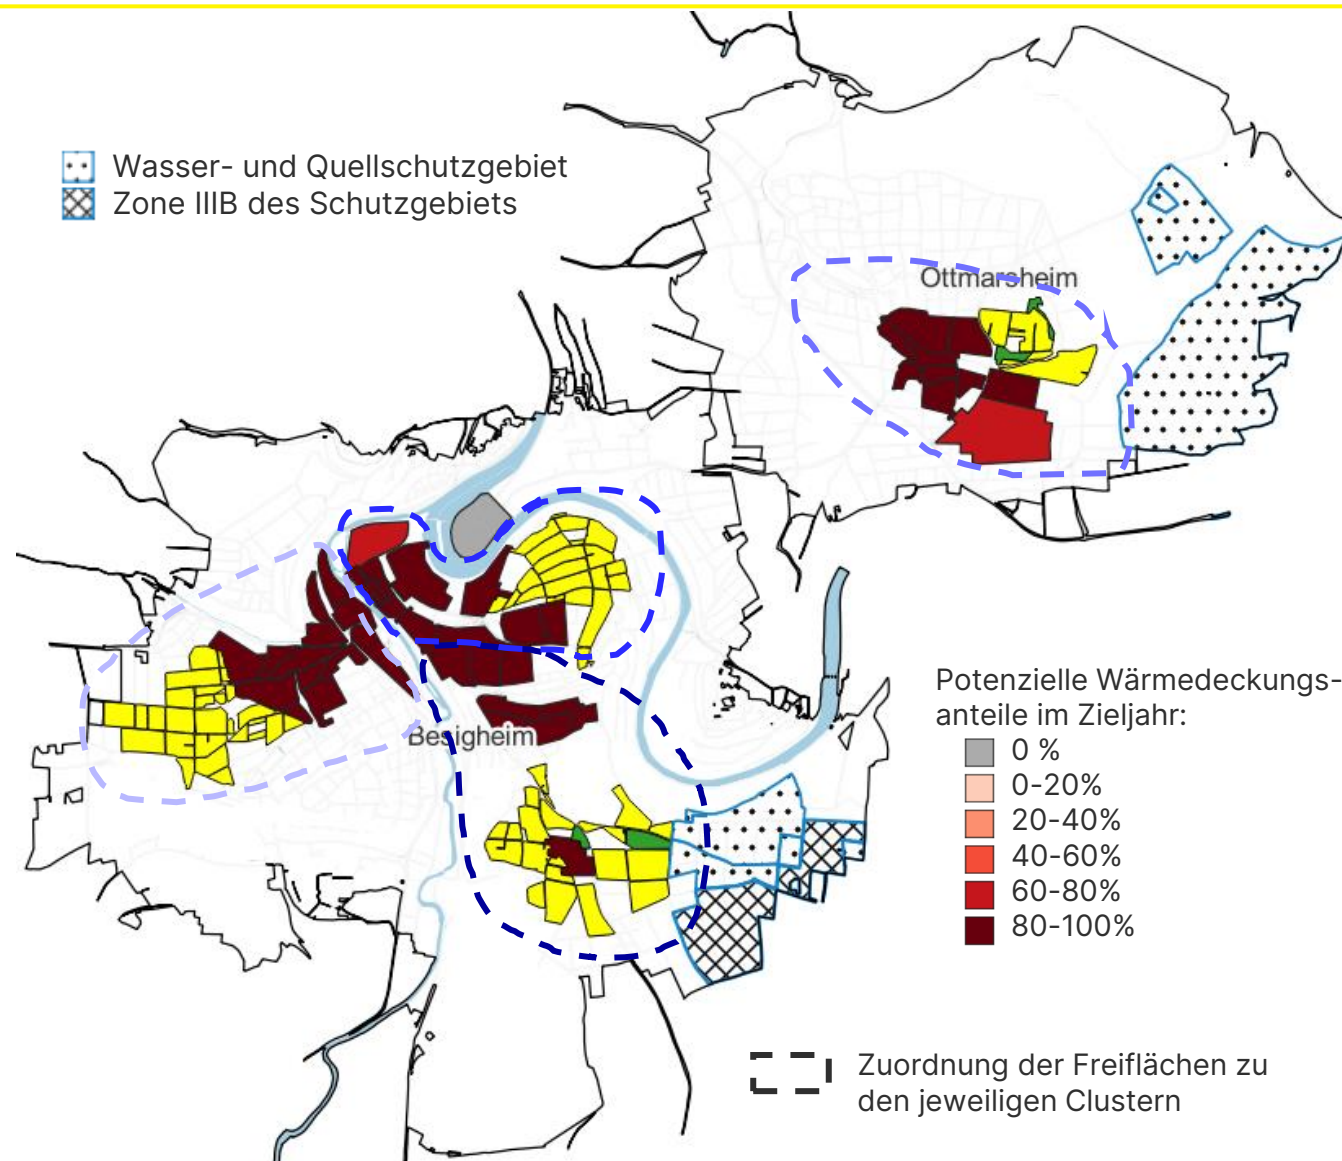 Wasser- und Quellschutzgebiet
Zone IIIB des Schutzgebiets
Ottmarsheim
Besigheim
Potenzielle Wärmedeckungs-
anteile im Zieljahr:
0 %
0-20%
20-40%
40-60%
60-80%
80-100%
Zuordnung der Freiflächen zu
den jeweiligen Clustern